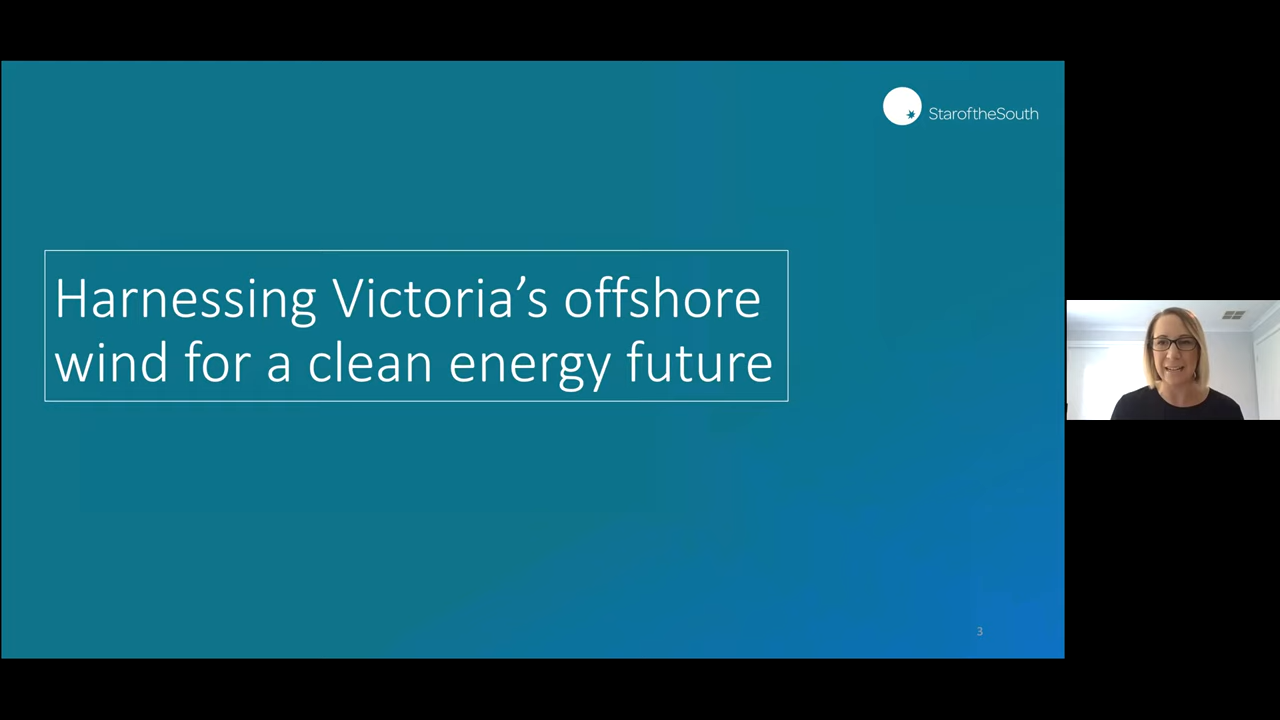 StaroftheSouth
Harnessing Victoria’s offshore
wind for a clean energy future
3